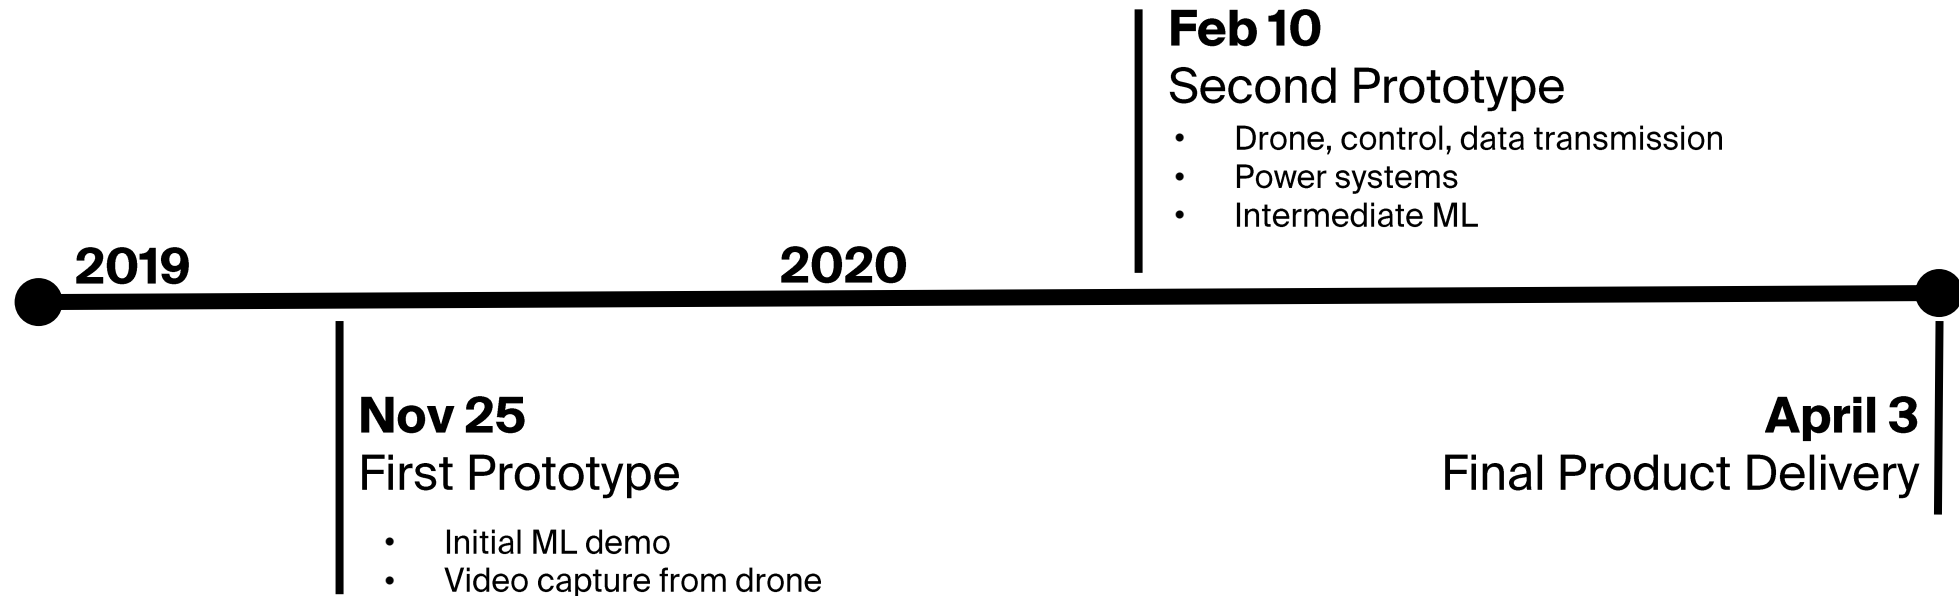 Feb 10
Second Prototype
• Drone, control, data transmission
• Power systems
• Intermediate ML
2019
2020
Nov 25
First Prototype
• Initial ML demo
• Video capture from drone
April 3
Final Product Delivery